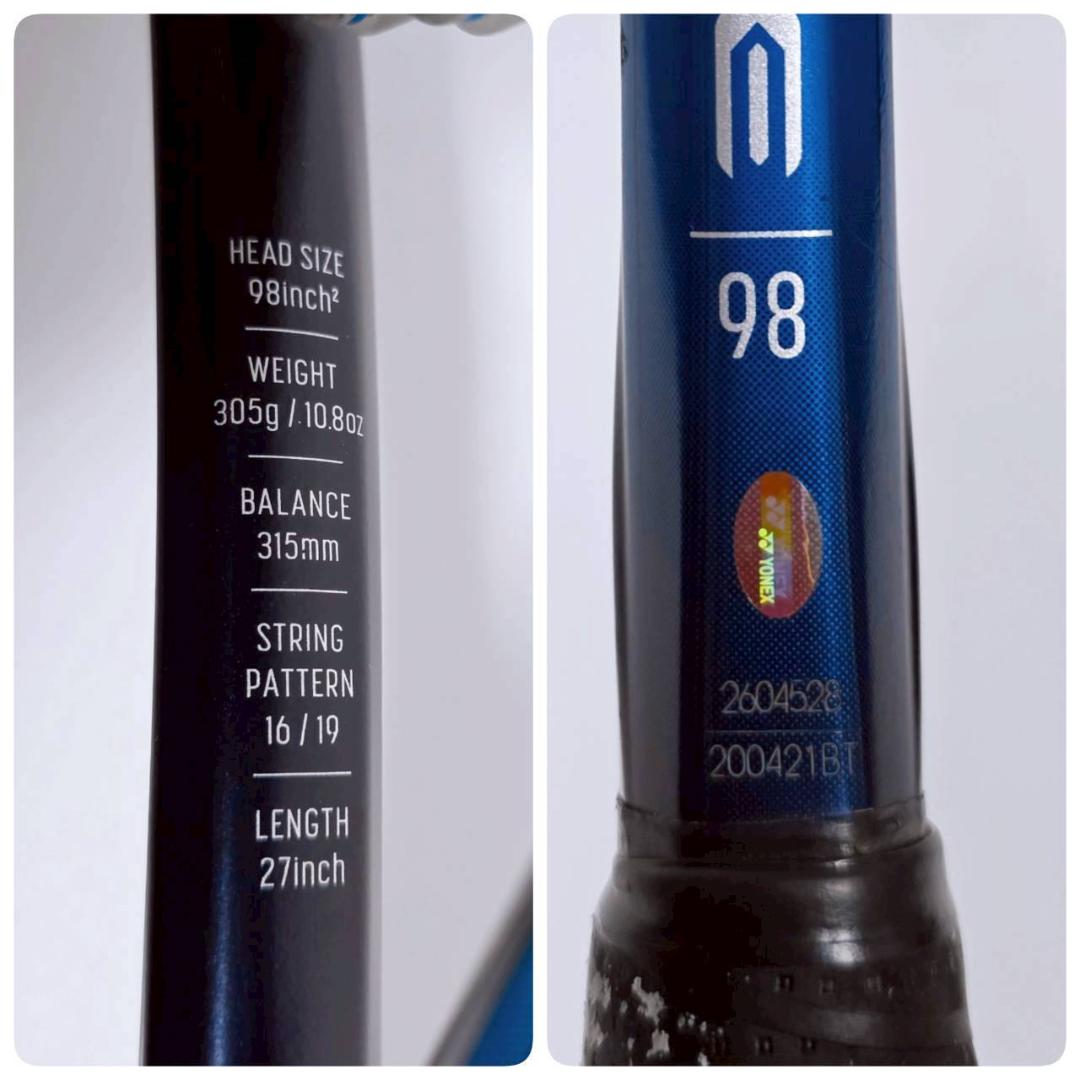 HEAD SIZE
98inch²
WEIGHT
305g / 10.8oz
BALANCE
315mm
STRING
PATTERN
16 / 19
LENGTH
27inch
98
YONEX
2604528
200421BT